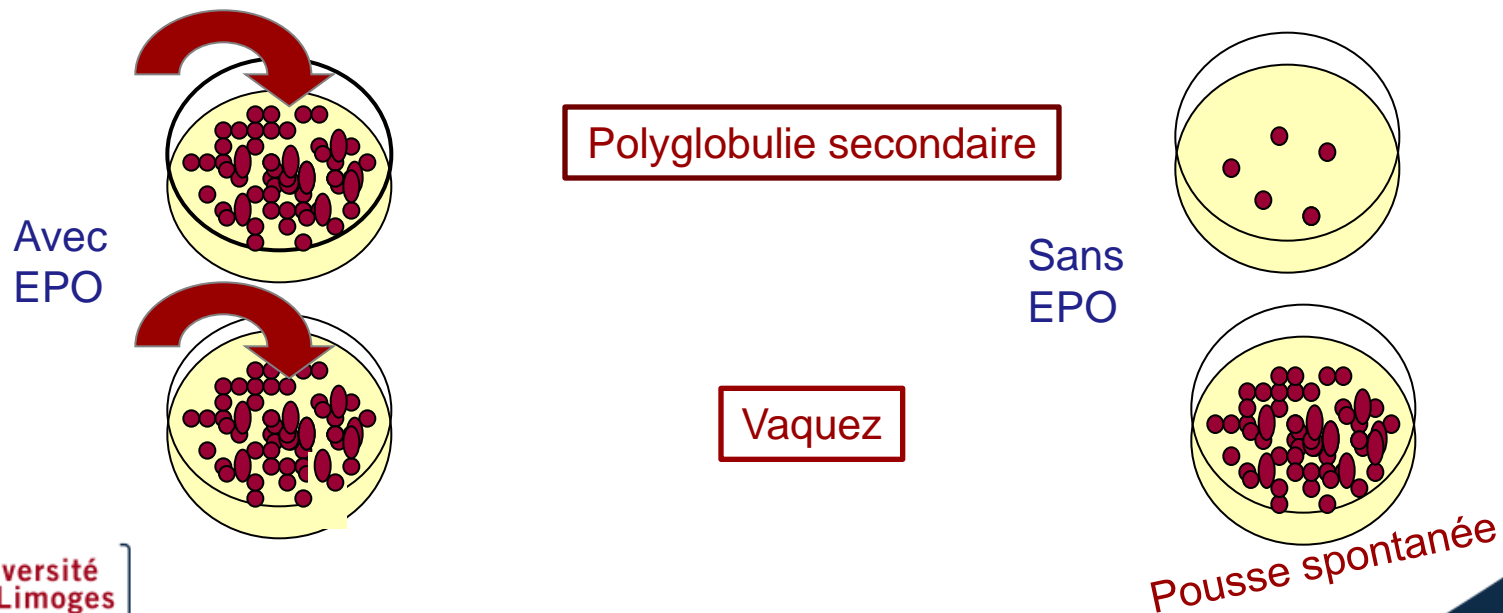 Polyglobulie secondaire
Avec
EPO
Sans
EPO
Vaquez
Pousse spontanée
versité
Limoges